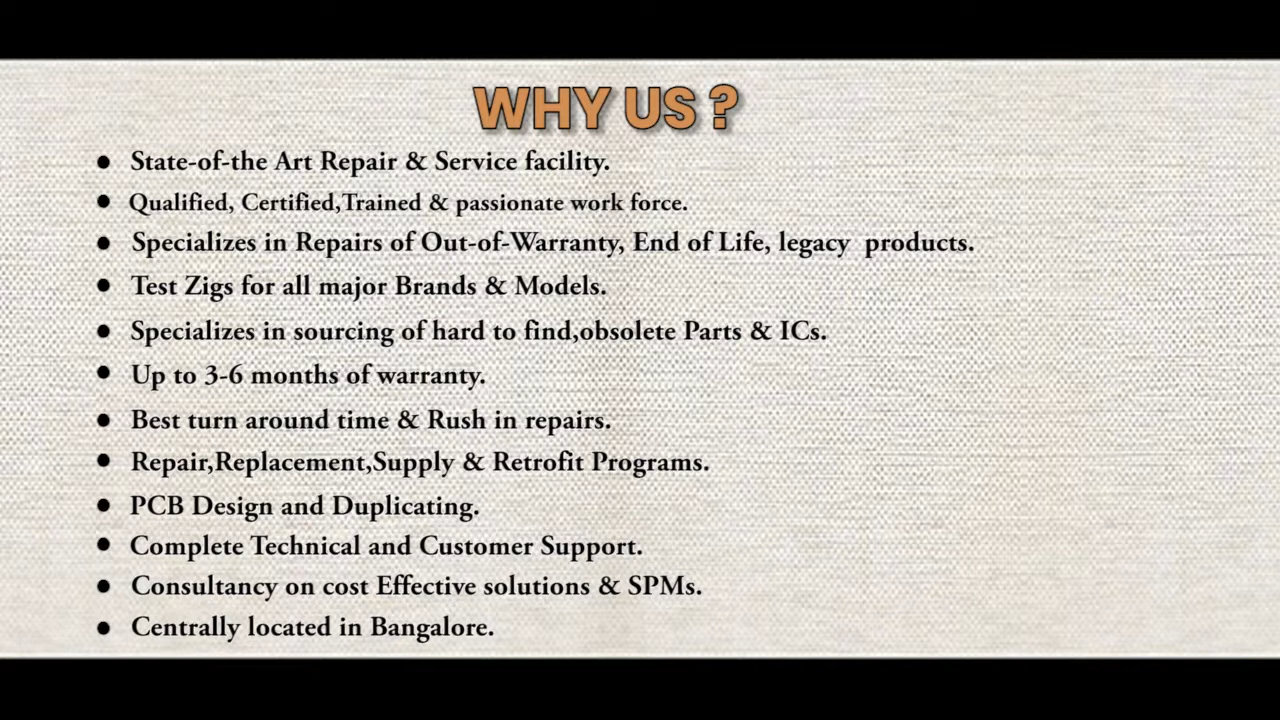 WHY US ?
● State-of-the Art Repair & Service facility.
● Qualified, Certified,Trained & passionate work force.
● Specializes in Repairs of Out-of-Warranty, End of Life, legacy  products.
● Test Zigs for all major Brands & Models.
● Specializes in sourcing of hard to find,obsolete Parts & ICs.
● Up to 3-6 months of warranty.
● Best turn around time & Rush in repairs.
● Repair,Replacement,Supply & Retrofit Programs.
● PCB Design and Duplicating.
● Complete Technical and Customer Support.
● Consultancy on cost Effective solutions & SPMs.
● Centrally located in Bangalore.